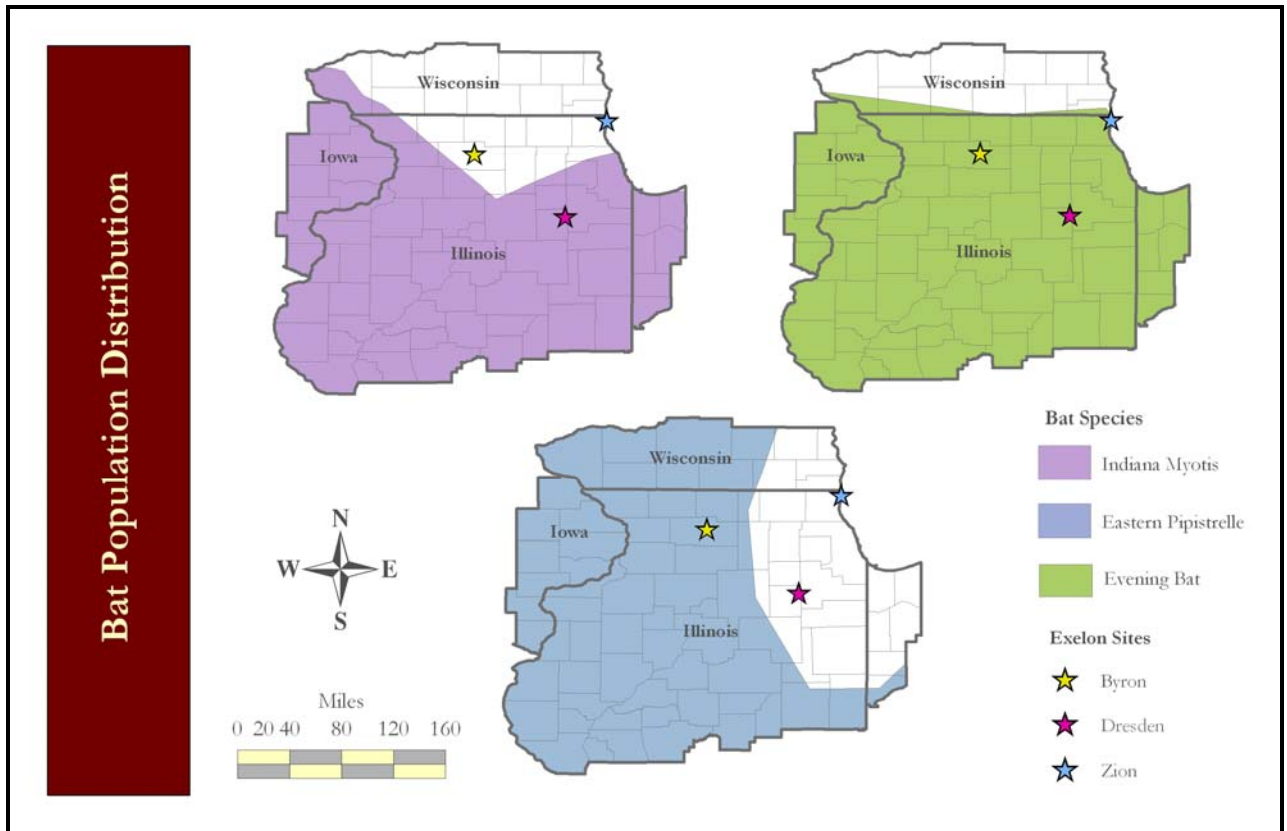 Bat Population Distribution
Wisconsin
Iowa
Illinois
Wisconsin
Iowa
Illinois
Wisconsin
Iowa
Illinois
N
W E
S
Miles
0 20 40 80 120 160
Bat Species
Indiana Myotis
Eastern Pipistrelle
Evening Bat
Exelon Sites
Byron
Dresden
Zion